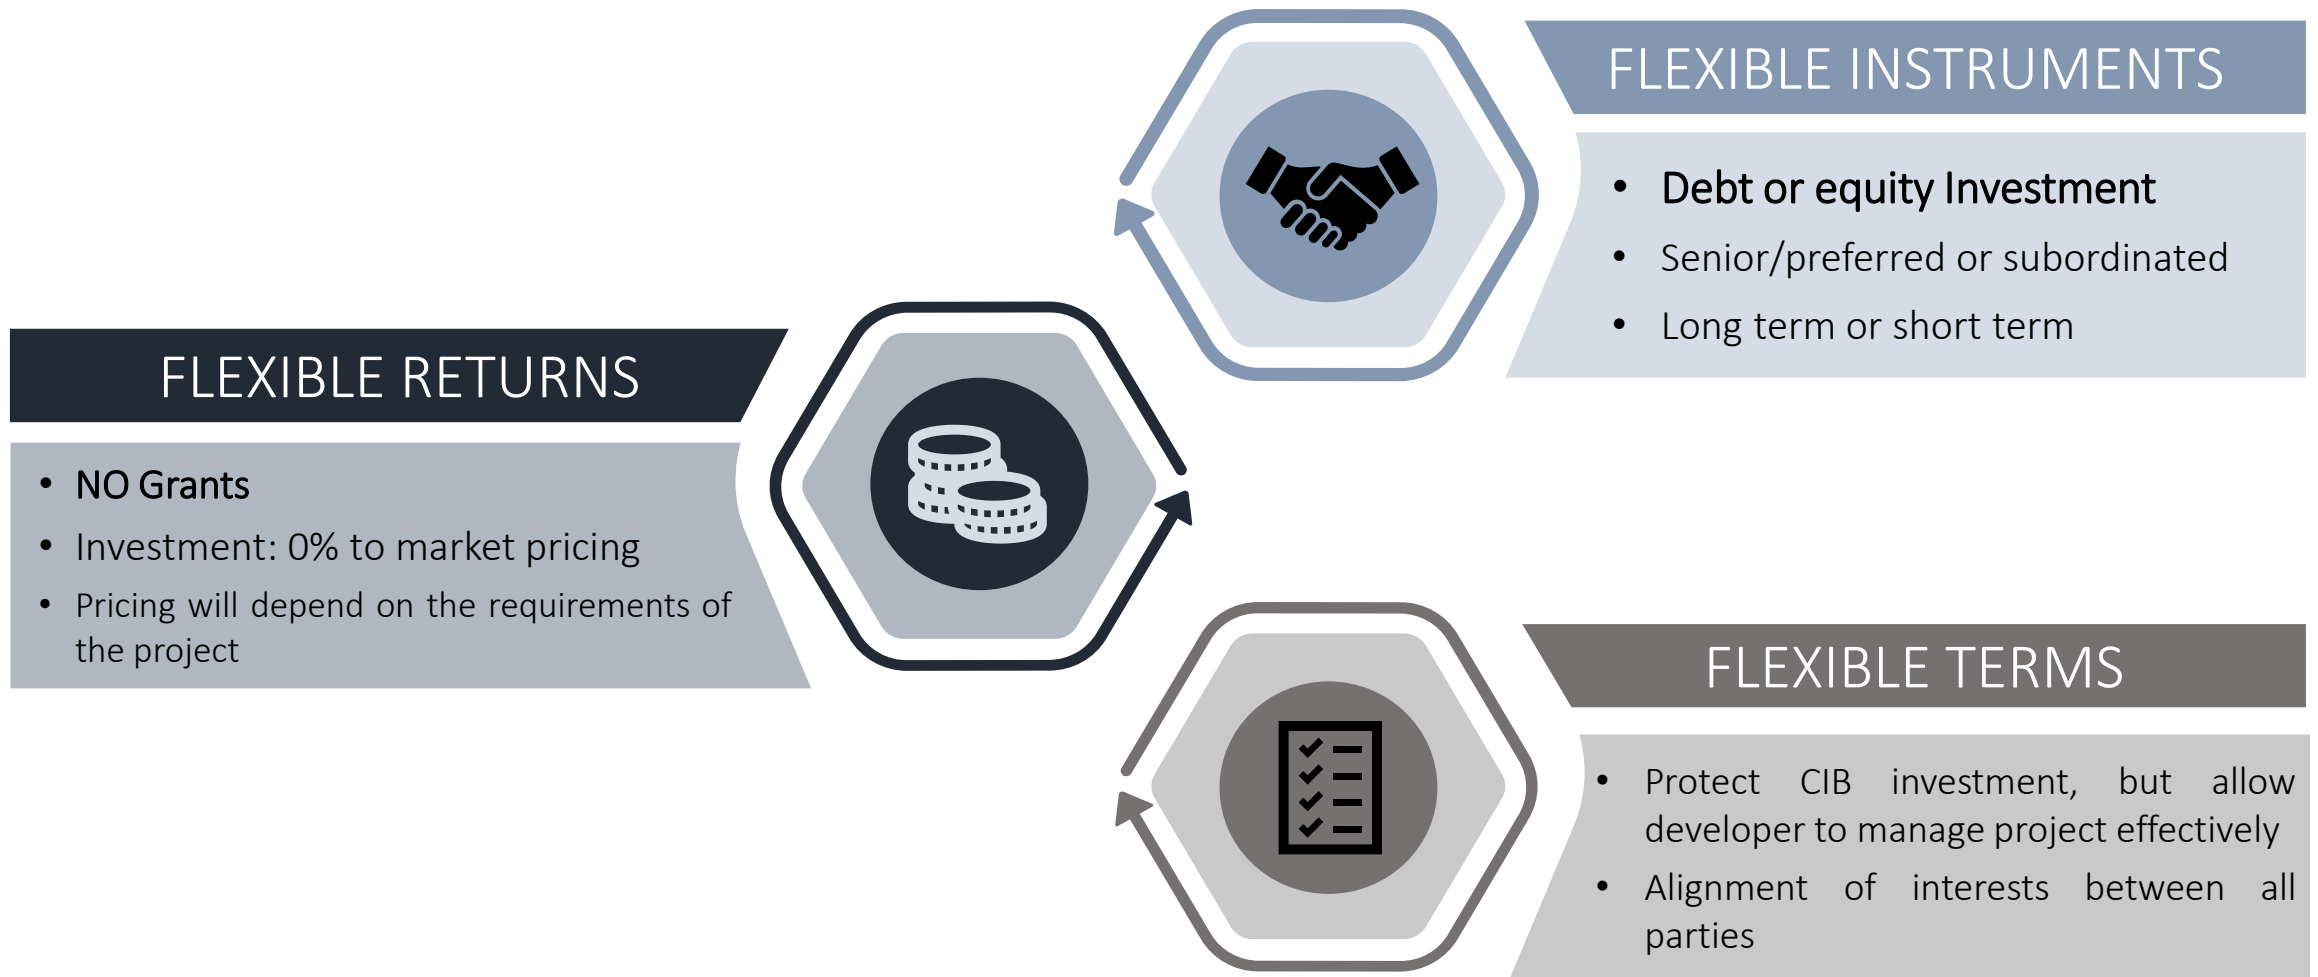 FLEXIBLE INSTRUMENTS
• Debt or equity Investment
• Senior/preferred or subordinated
• Long term or short term
FLEXIBLE RETURNS
• NO Grants
• Investment: 0% to market pricing
• Pricing will depend on the requirements of
the project
FLEXIBLE TERMS
• Protect CIB investment, but allow
developer to manage project effectively
• Alignment of interests between all
parties